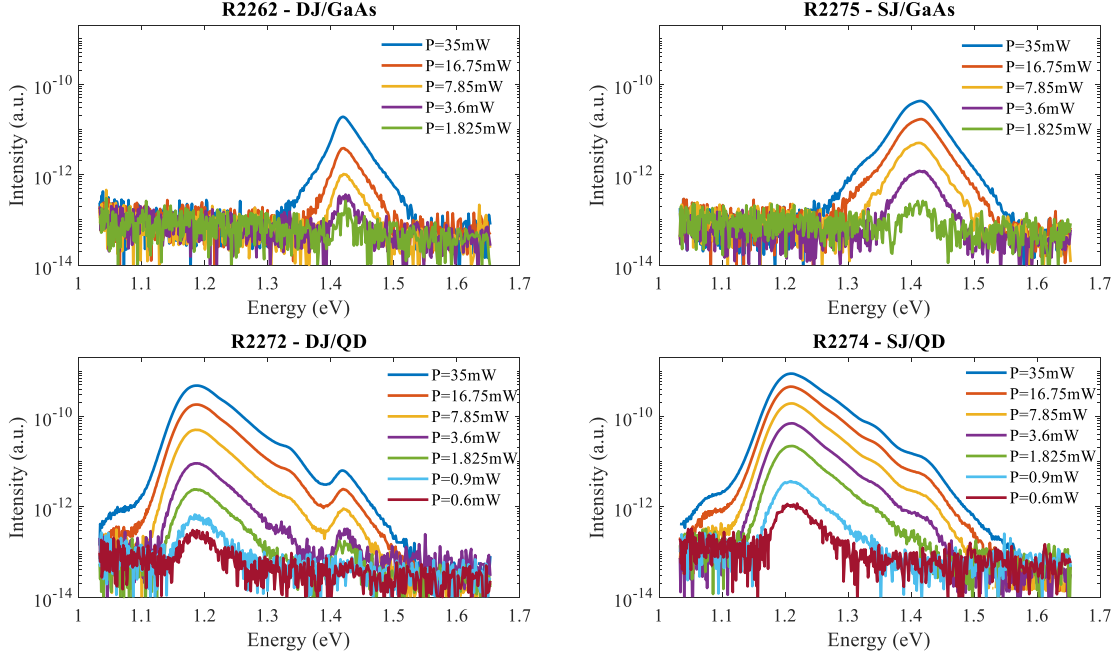 R2262 - DJ/GaAs
P=35mW
P=16.75mW
P=7.85mW
P=3.6mW
P=1.825mW
10^-10
10^-12
10^-14
Intensity (a.u.)
1 1.1 1.2 1.3 1.4 1.5 1.6 1.7
Energy (eV)
R2275 - SJ/GaAs
P=35mW
P=16.75mW
P=7.85mW
P=3.6mW
P=1.825mW
10^-10
10^-12
10^-14
Intensity (a.u.)
1 1.1 1.2 1.3 1.4 1.5 1.6 1.7
Energy (eV)
R2272 - DJ/QD
P=35mW
P=16.75mW
P=7.85mW
P=3.6mW
P=1.825mW
P=0.9mW
P=0.6mW
10^-10
10^-12
10^-14
Intensity (a.u.)
1 1.1 1.2 1.3 1.4 1.5 1.6 1.7
Energy (eV)
R2274 - SJ/QD
P=35mW
P=16.75mW
P=7.85mW
P=3.6mW
P=1.825mW
P=0.9mW
P=0.6mW
10^-10
10^-12
10^-14
Intensity (a.u.)
1 1.1 1.2 1.3 1.4 1.5 1.6 1.7
Energy (eV)